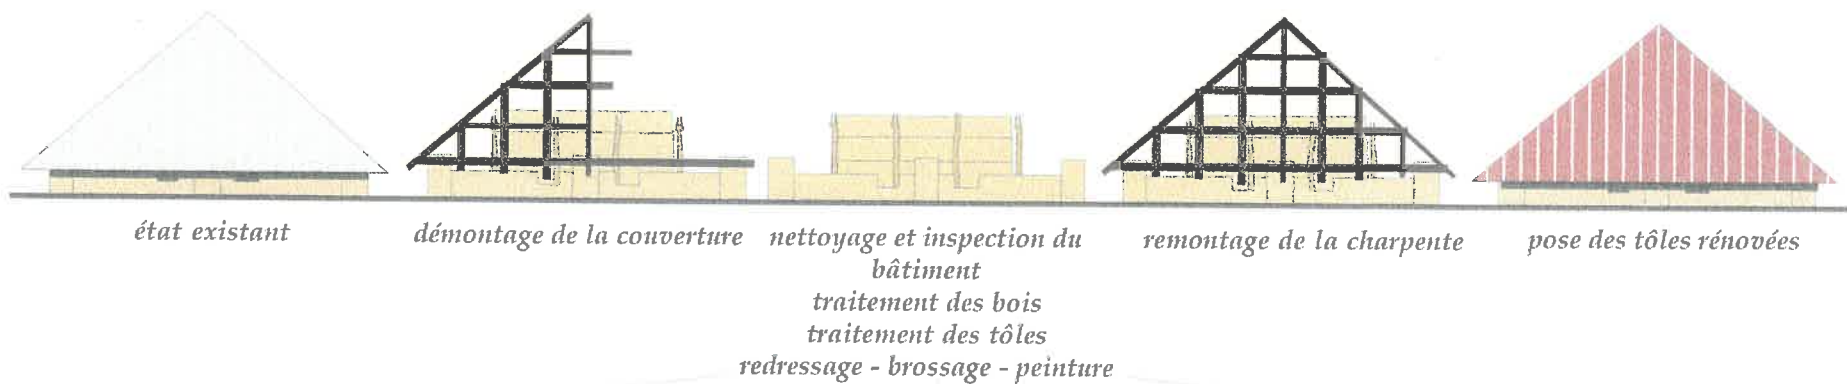 état existant
démontage de la couverture
nettoyage et inspection du
bâtiment
traitement des bois
traitement des tôles
redressage - brossage - peinture
remontage de la charpente
pose des tôles rénovées